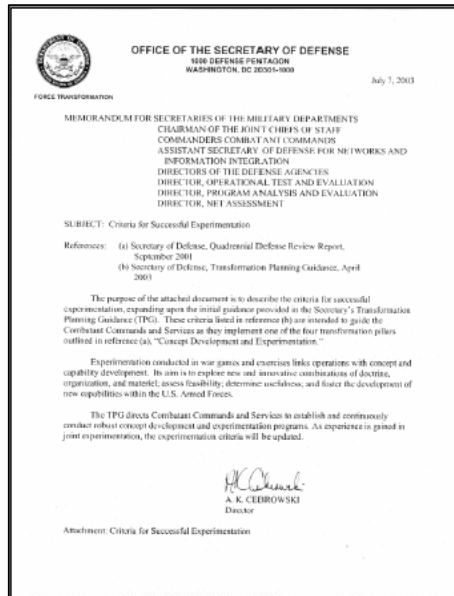 OFFICE OF THE SECRETARY OF DEFENSE
1000 DEFENSE PENTAGON
WASHINGTON, DC 20301-1000
July 7, 2003
FORCE TRANSFORMATION
MEMORANDUM FOR SECRETARIES OF THE MILITARY DEPARTMENTS
CHAIRMAN OF THE JOINT CHIEFS OF STAFF
COMMANDERS COMBATANT COMMANDS
ASSISTANT SECRETARY OF DEFENSE FOR NETWORKS AND
INFORMATION INTEGRATION
DIRECTORS OF THE DEFENSE AGENCIES
DIRECTOR, OPERATIONAL TEST AND EVALUATION
DIRECTOR, PROGRAM ANALYSIS AND EVALUATION
DIRECTOR, NET ASSESSMENT
SUBJECT: Criteria for Successful Experimentation
References: (a) Secretary of Defense, Quadrennial Defense Review Report,
September 2001
(b) Secretary of Defense, Transformation Planning Guidance, April
2003
The purpose of the attached document is to describe the criteria for successful
experimentation, expanding upon the initial guidance provided in the Secretary's Transformation
Planning Guidance (TPG). These criteria listed in reference (b) are intended to guide the
Combatant Commands and Services as they implement one of the four transformation pillars
outlined in reference (a), "Concept Development and Experimentation."
Experimentation conducted in war games and exercises links operations with concept and
capability development. Its aim is to explore new and innovative combinations of doctrine,
organization, and materiel; assess feasibility; determine usefulness; and foster the development of
new capabilities within the U.S. Armed Forces.
The TPG directs Combatant Commands and Services to establish and continuously
conduct robust concept development and experimentation programs. As experience is gained in
joint experimentation, the experimentation criteria will be updated.
A. K. CEBROWSKI
Director
Attachment: Criteria for Successful Experimentation